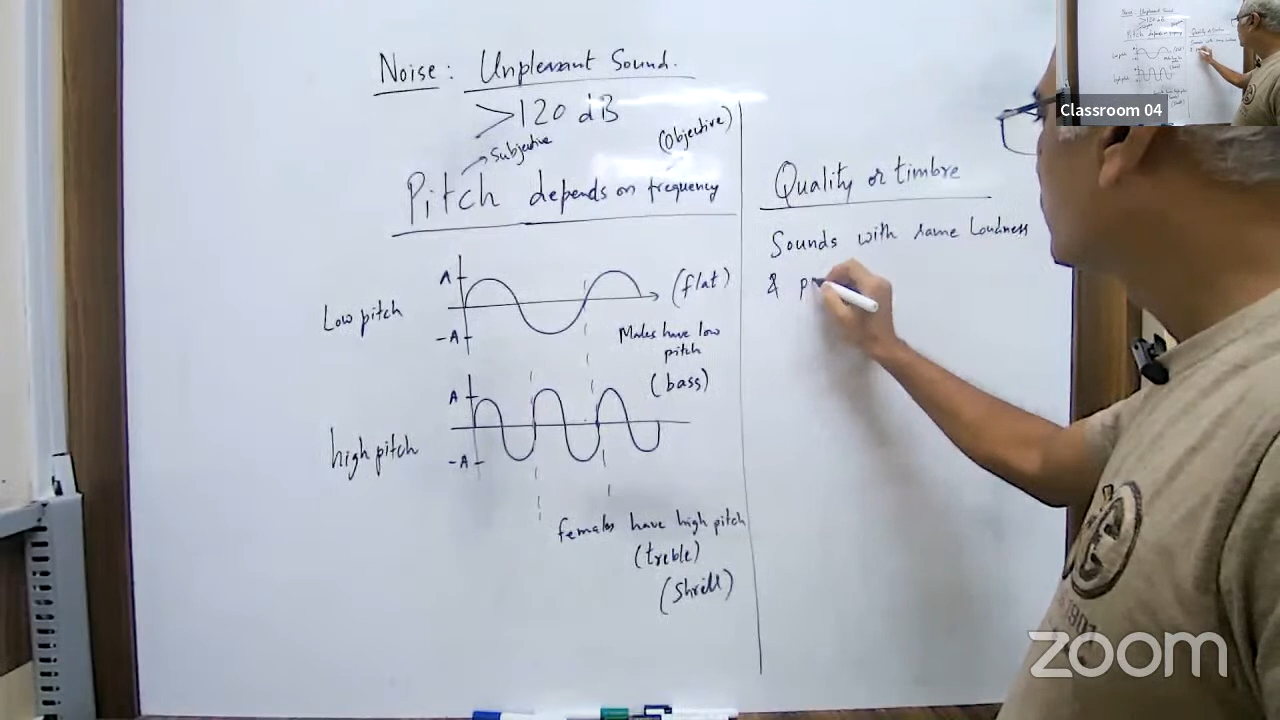 Noise: Unpleasant Sound.
>120 dB
Subjective
(Objective)
Pitch depends on frequency
Low pitch
A
-A
(flat)
Males have low
pitch
(bass)
high pitch
A
-A
females have high pitch
(treble)
(Shrill)
Quality or timbre
Sounds with same Loudness
& p
Classroom 04
1901
zoom